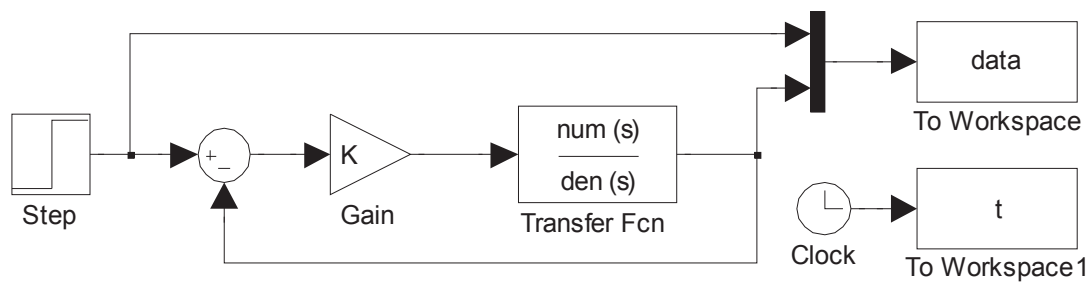 data
To Workspace
+
–
K
num (s)
den (s)
Step
Gain
Transfer Fcn
t
Clock
To Workspace1